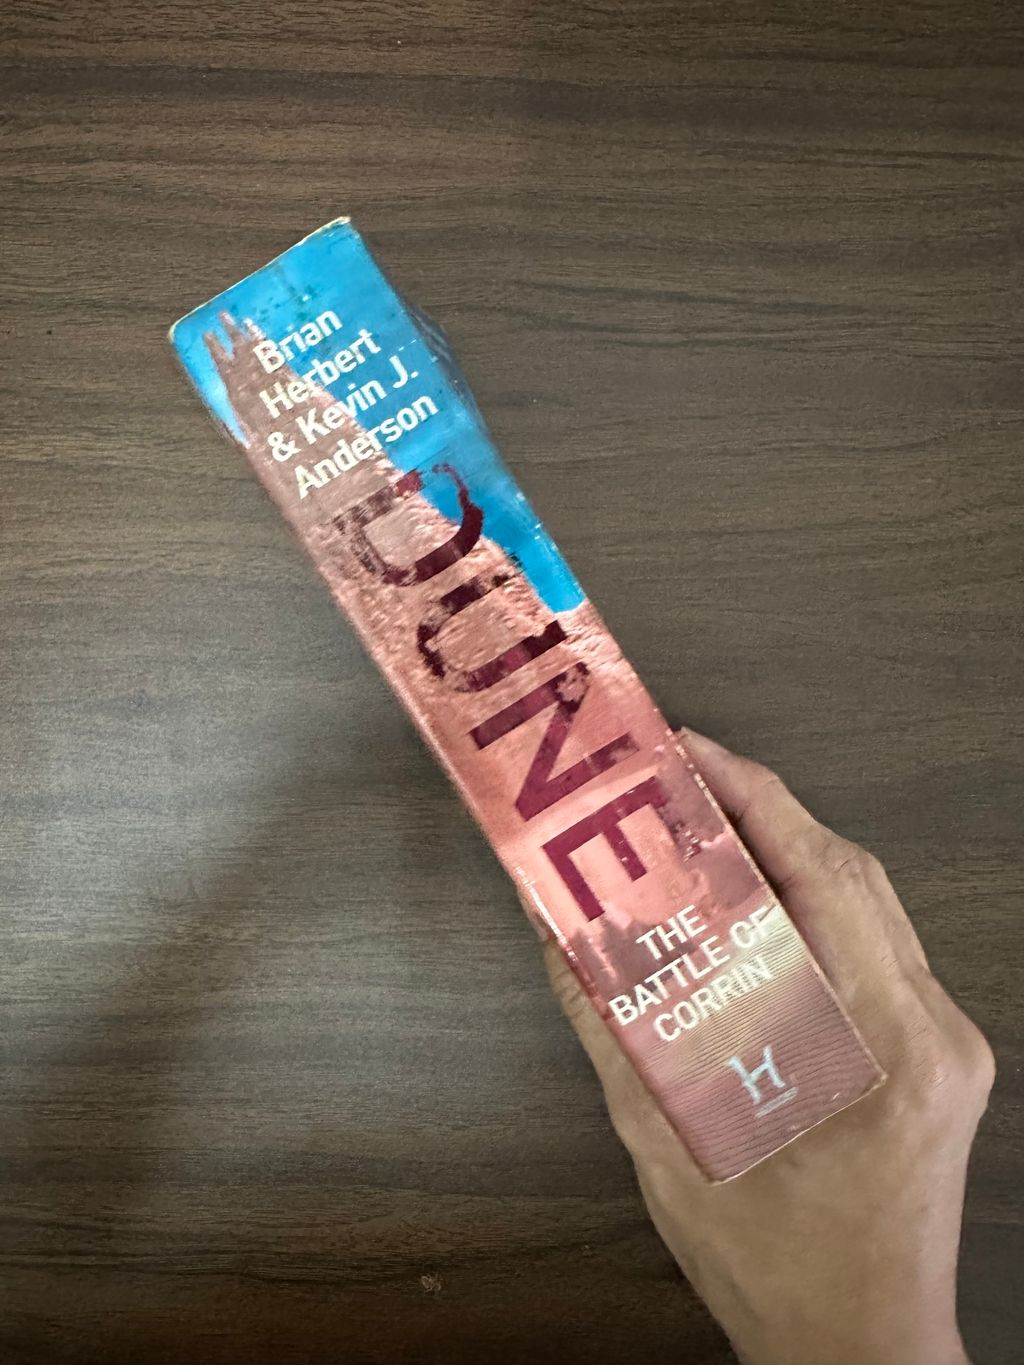 Brian
Herbert
& Kevin J.
Anderson
DUNE
THE
BATTLE OF
CORRIN
H